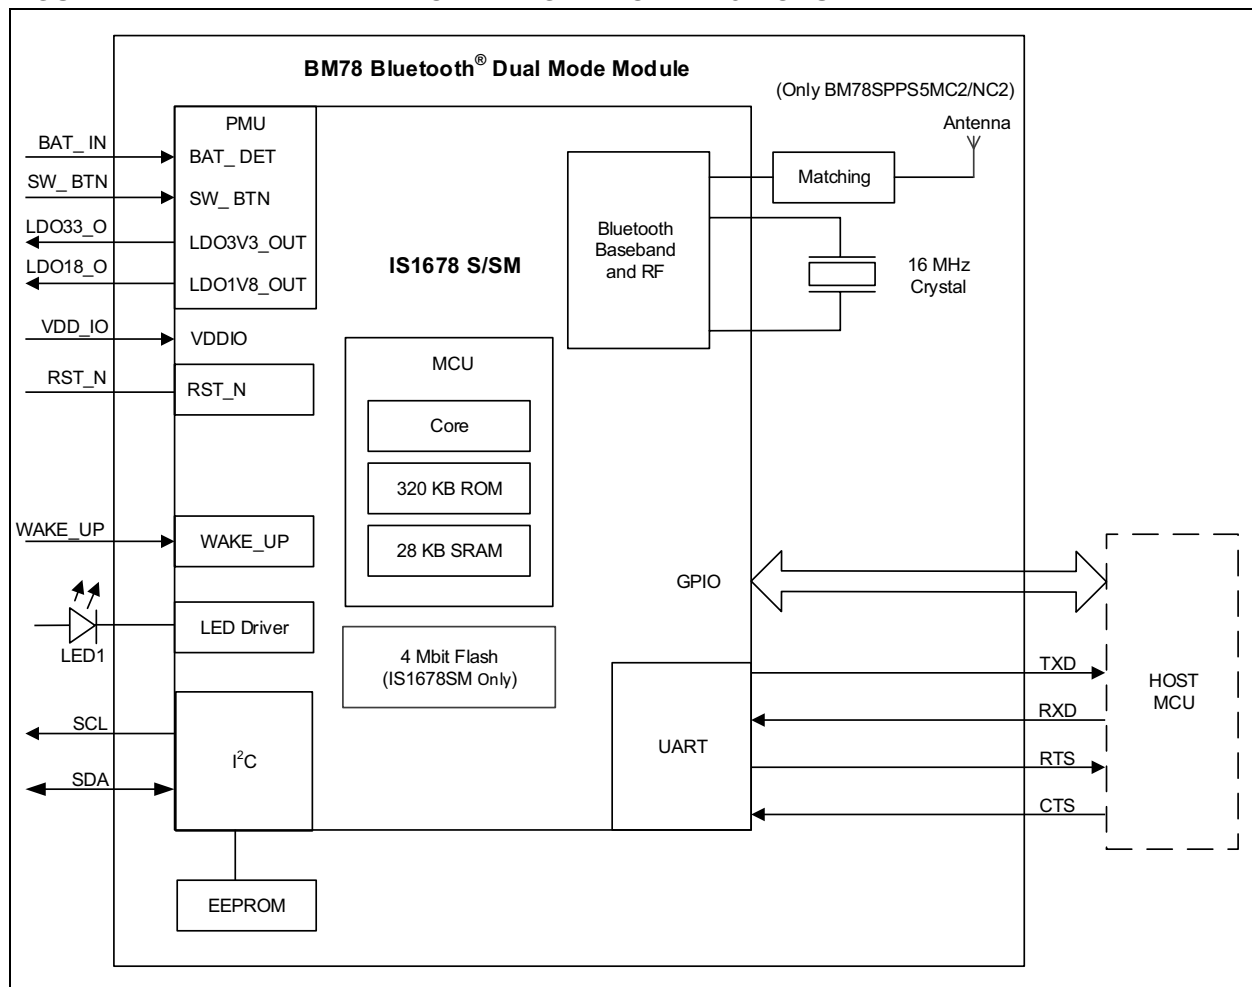 BM78 Bluetooth® Dual Mode Module
(Only BM78SPPS5MC2/NC2)
Antenna
PMU
BAT_ IN
BAT_ DET
SW_ BTN
SW_ BTN
LDO33_O
LDO3V3_OUT
LDO18_O
LDO1V8_OUT
VDD_IO
VDDIO
RST_N
RST_N
WAKE_UP
WAKE_UP
LED1
LED Driver
SCL
SDA
I²C
EEPROM
IS1678 S/SM
MCU
Core
320 KB ROM
28 KB SRAM
4 Mbit Flash
(IS1678SM Only)
Bluetooth
Baseband
and RF
Matching
16 MHz
Crystal
GPIO
UART
TXD
RXD
RTS
CTS
HOST
MCU